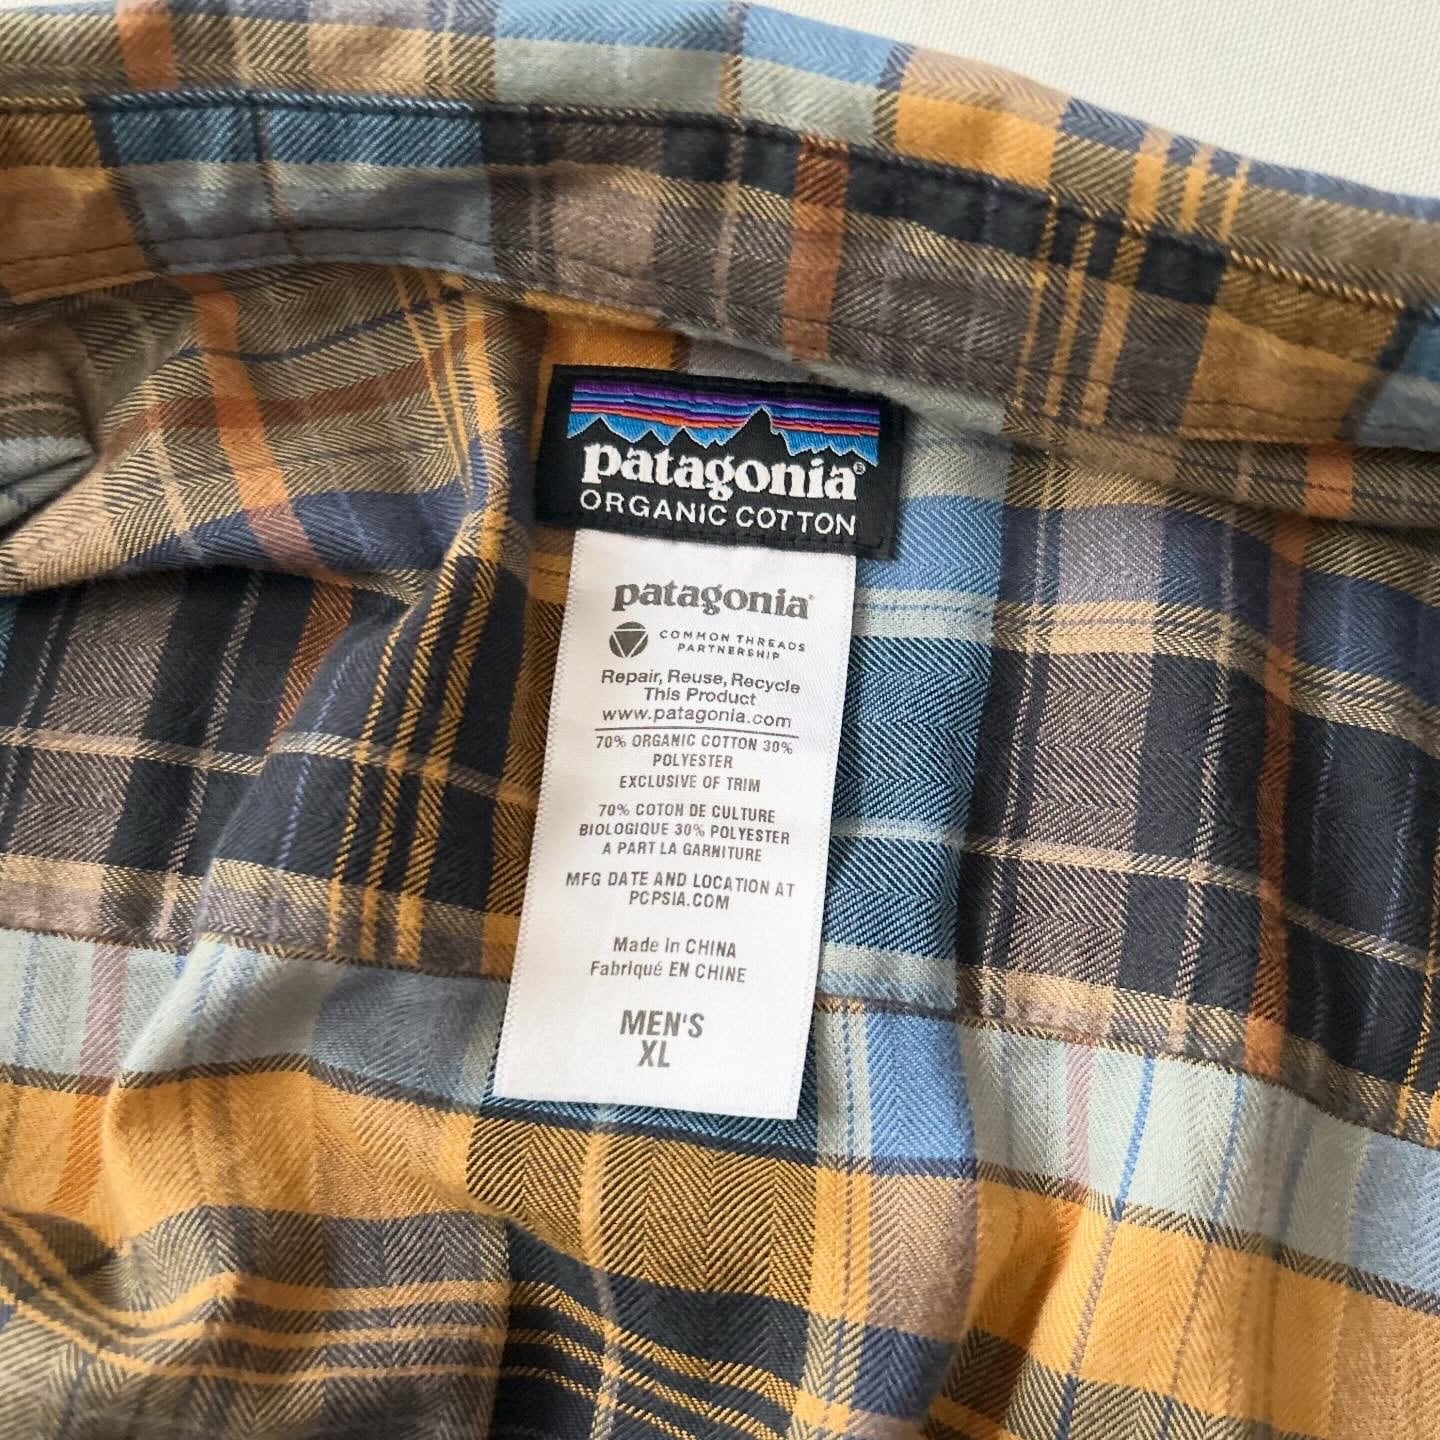 patagonia®
ORGANIC COTTON
patagonia®
COMMON THREADS
PARTNERSHIP
Repair, Reuse, Recycle
This Product
www.patagonia.com
70% ORGANIC COTTON 30%
POLYESTER
EXCLUSIVE OF TRIM
70% COTON DE CULTURE
BIOLOGIQUE 30% POLYESTER
A PART LA GARNITURE
MFG DATE AND LOCATION AT
PCPSIA.COM
Made in CHINA
Fabriqué EN CHINE
MEN'S
XL